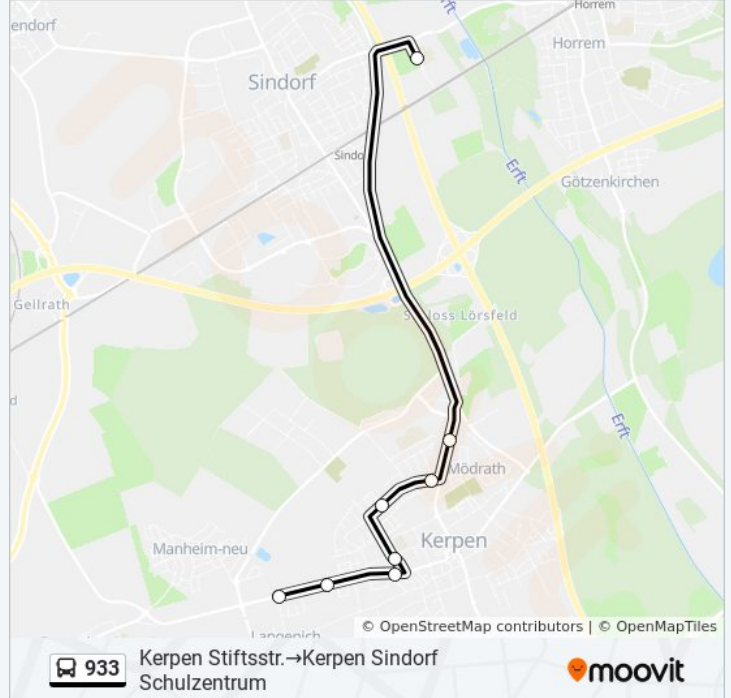 Horrem
endorf
Erft
Horrem
Sindorf
Sindo
Erft
Götzenkirchen
Geilrath
S hloss Lörsfeld
d
Erft
Mödrath
Manheim-neu
Kerpen
© OpenStreetMap contributors | © OpenMapTiles
Langenich
933
Kerpen Stiftsstr.→Kerpen Sindorf
Schulzentrum
moovit